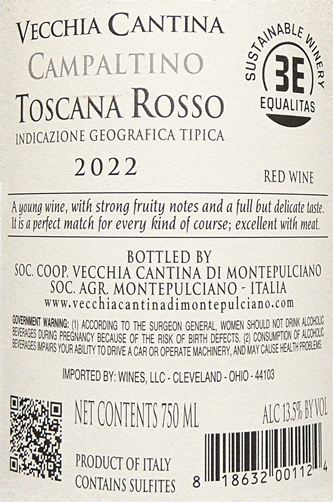 VECCHIA CANTINA
CAMPALTINO
TOSCANA ROSSO
INDICAZIONE GEOGRAFICA TIPICA
2022
SUSTAINABLE WINERY
3E
EQUALITAS
RED WINE
A young wine, with strong fruity notes and a full but delicate taste.
It is a perfect match for every kind of course; excellent with meat.
BOTTLED BY
SOC. COOP. VECCHIA CANTINA DI MONTEPULCIANO
SOC. AGR. MONTEPULCIANO - ITALIA
www.vecchiacantinadimontepulciano.com
GOVERNMENT WARNING: (1) ACCORDING TO THE SURGEON GENERAL, WOMEN SHOULD NOT DRINK ALCOHOLIC
BEVERAGES DURING PREGNANCY BECAUSE OF THE RISK OF BIRTH DEFECTS. (2) CONSUMPTION OF ALCOHOLIC
BEVERAGES IMPAIRS YOUR ABILITY TO DRIVE A CAR OR OPERATE MACHINERY, AND MAY CAUSE HEALTH PROBLEMS.
IMPORTED BY: WINES, LLC - CLEVELAND - OHIO - 44103
NET CONTENTS 750 ML
ALC 13.5% BY VOL
PRODUCT OF ITALY
CONTAINS SULFITES
8 18632 00112 4